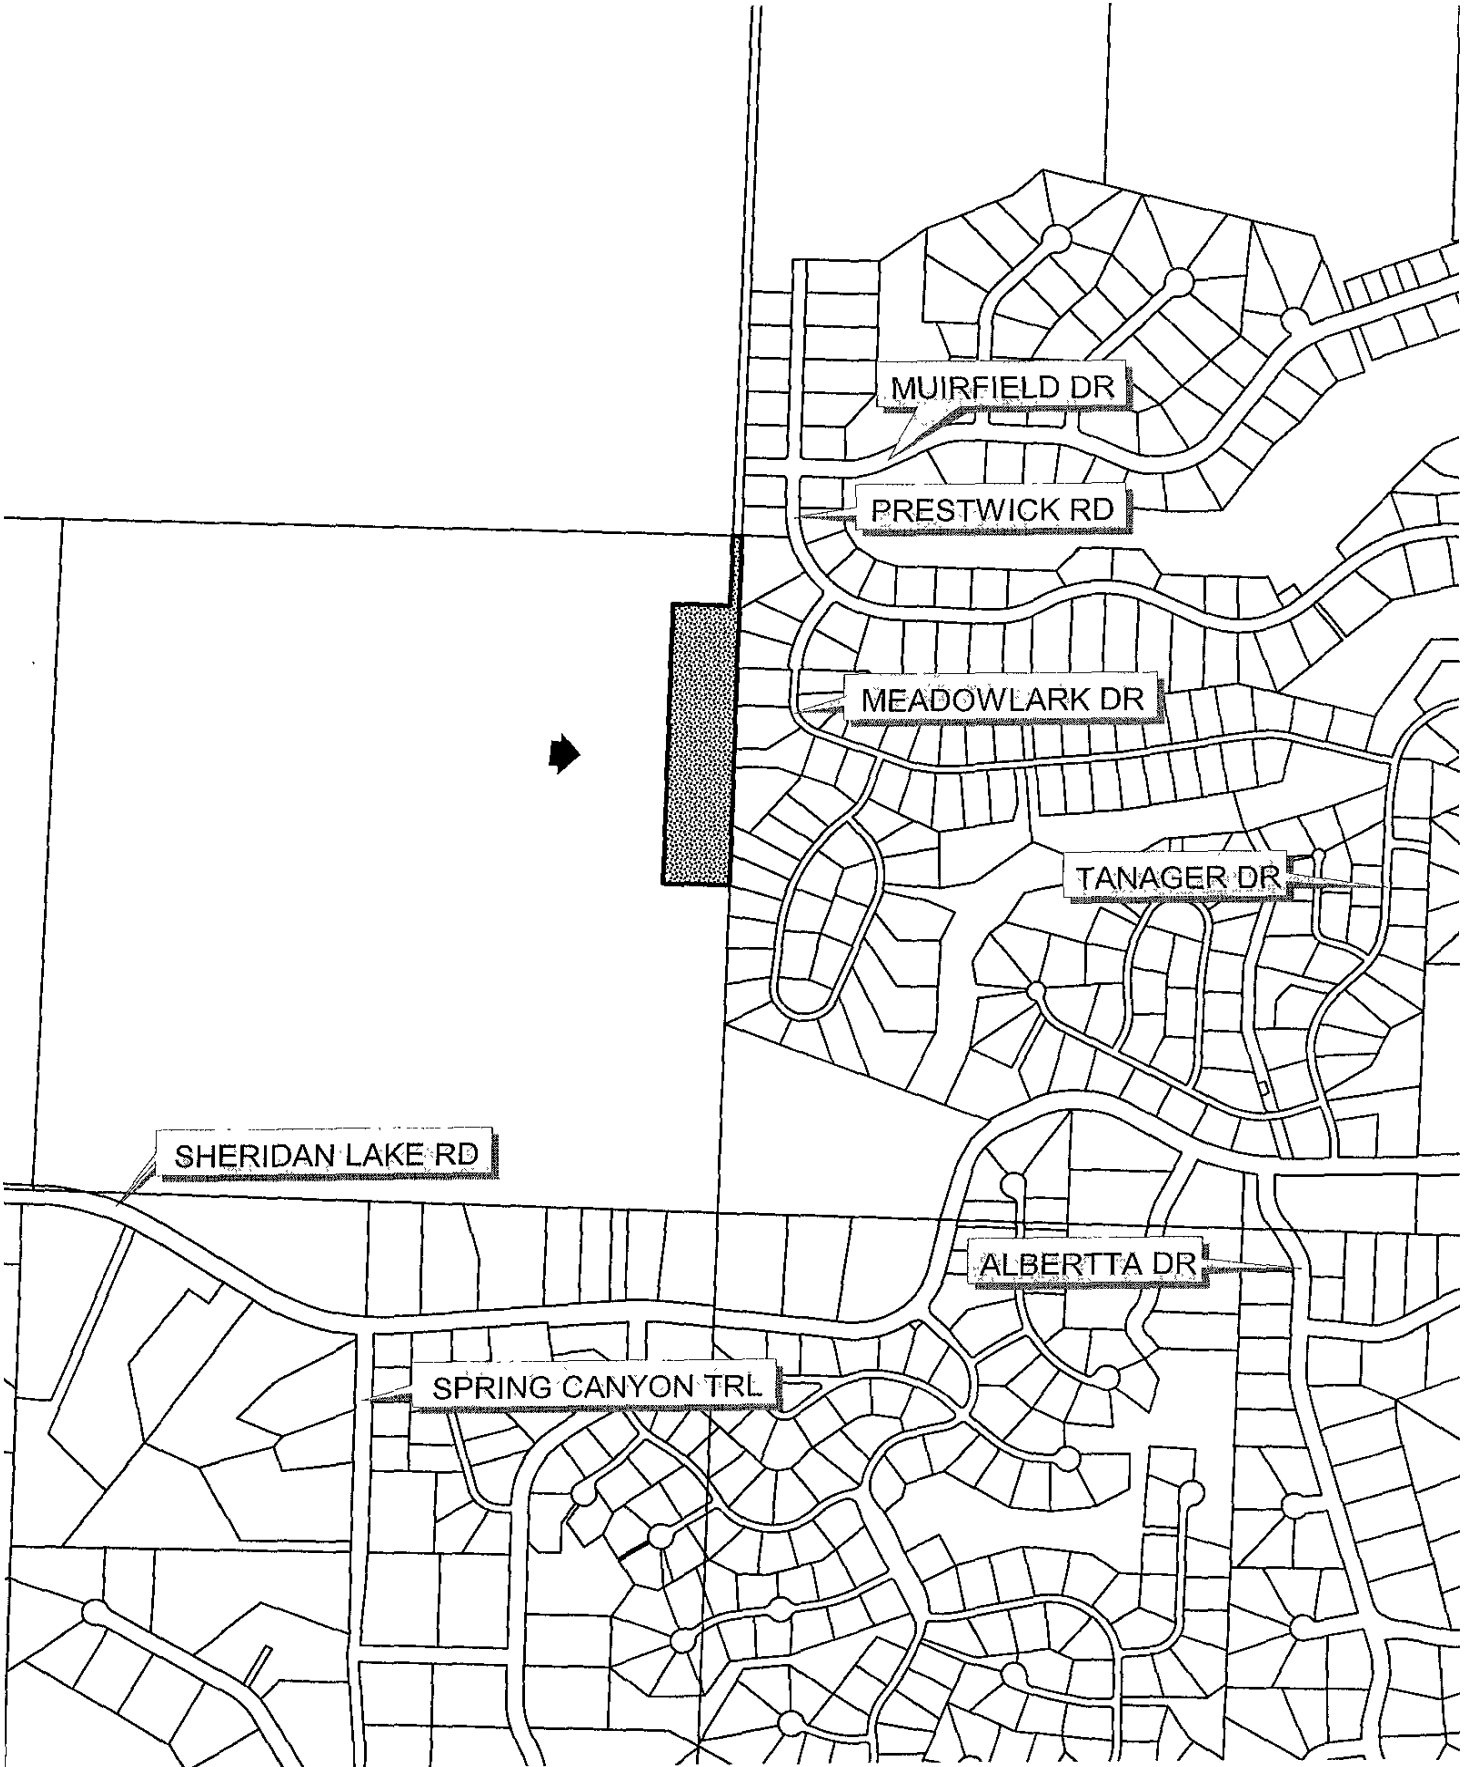 MUIRFIELD DR
PRESTWICK RD
MEADOWLARK DR
TANAGER DR
SHERIDAN LAKE RD
ALBERTTA DR
SPRING CANYON TRL